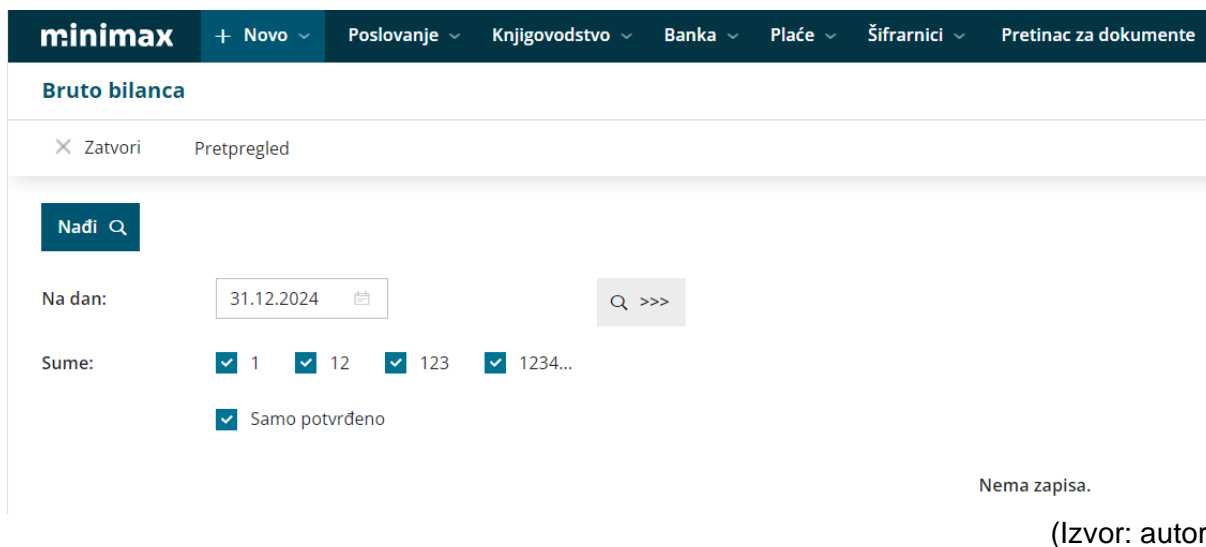 minimax + Novo Poslovanje Knjigovodstvo Banka Plaće Šifrarnici Pretinac za dokumente
Bruto bilanca
Zatvori Pretpregled
Nađi
Na dan: 31.12.2024 >>>
Sume: 1 12 123 1234...
Samo potvrđeno
Nema zapisa.
(Izvor: autor